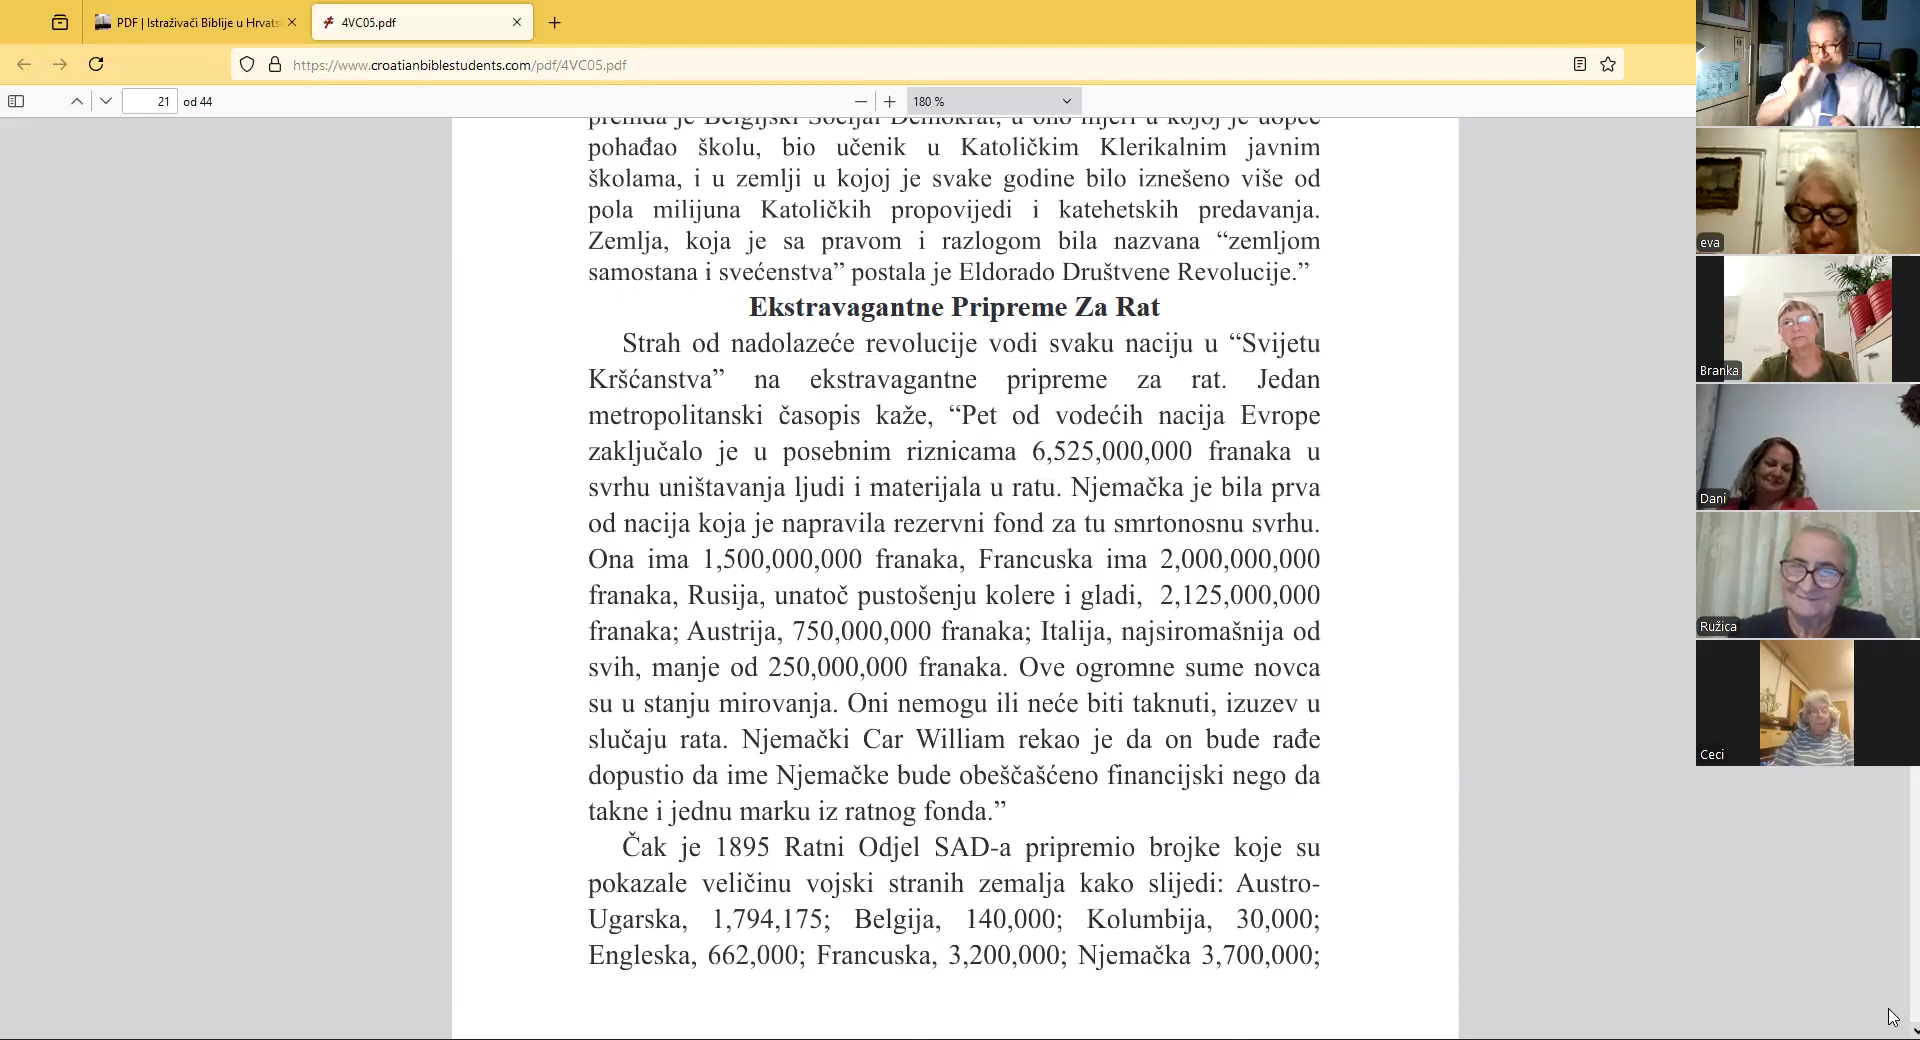 PDF | Istraživači Biblije u Hrvats
4VC05.pdf
https://www.croatianbiblestudents.com/pdf/4VC05.pdf
21 od 44
180 %
premda je Belgijski Socijal Demokrat, u ono mjeri u kojoj je uopće
pohađao školu, bio učenik u Katoličkim Klerikalnim javnim
školama, i u zemlji u kojoj je svake godine bilo iznešeno više od
pola milijuna Katoličkih propovijedi i katehetskih predavanja.
Zemlja, koja je sa pravom i razlogom bila nazvana “zemljom
samostana i svećenstva” postala je Eldorado Društvene Revolucije.”
Ekstravagantne Pripreme Za Rat
Strah od nadolazeće revolucije vodi svaku naciju u “Svijetu
Kršćanstva” na ekstravagantne pripreme za rat. Jedan
metropolitanski časopis kaže, “Pet od vodećih nacija Evrope
zaključalo je u posebnim riznicama 6,525,000,000 franaka u
svrhu uništavanja ljudi i materijala u ratu. Njemačka je bila prva
od nacija koja je napravila rezervni fond za tu smrtonosnu svrhu.
Ona ima 1,500,000,000 franaka, Francuska ima 2,000,000,000
franaka, Rusija, unatoč pustošenju kolere i gladi, 2,125,000,000
franaka; Austrija, 750,000,000 franaka; Italija, najsiromašnija od
svih, manje od 250,000,000 franaka. Ove ogromne sume novca
su u stanju mirovanja. Oni nemogu ili neće biti taknuti, izuzev u
slučaju rata. Njemački Car William rekao je da on bude rađe
dopustio da ime Njemačke bude obeščašćeno financijski nego da
takne i jednu marku iz ratnog fonda.”
Čak je 1895 Ratni Odjel SAD-a pripremio brojke koje su
pokazale veličinu vojski stranih zemalja kako slijedi: Austro-
Ugarska, 1,794,175; Belgija, 140,000; Kolumbija, 30,000;
Engleska, 662,000; Francuska, 3,200,000; Njemačka 3,700,000;
eva
Branka
Dani
Ružica
Ceci